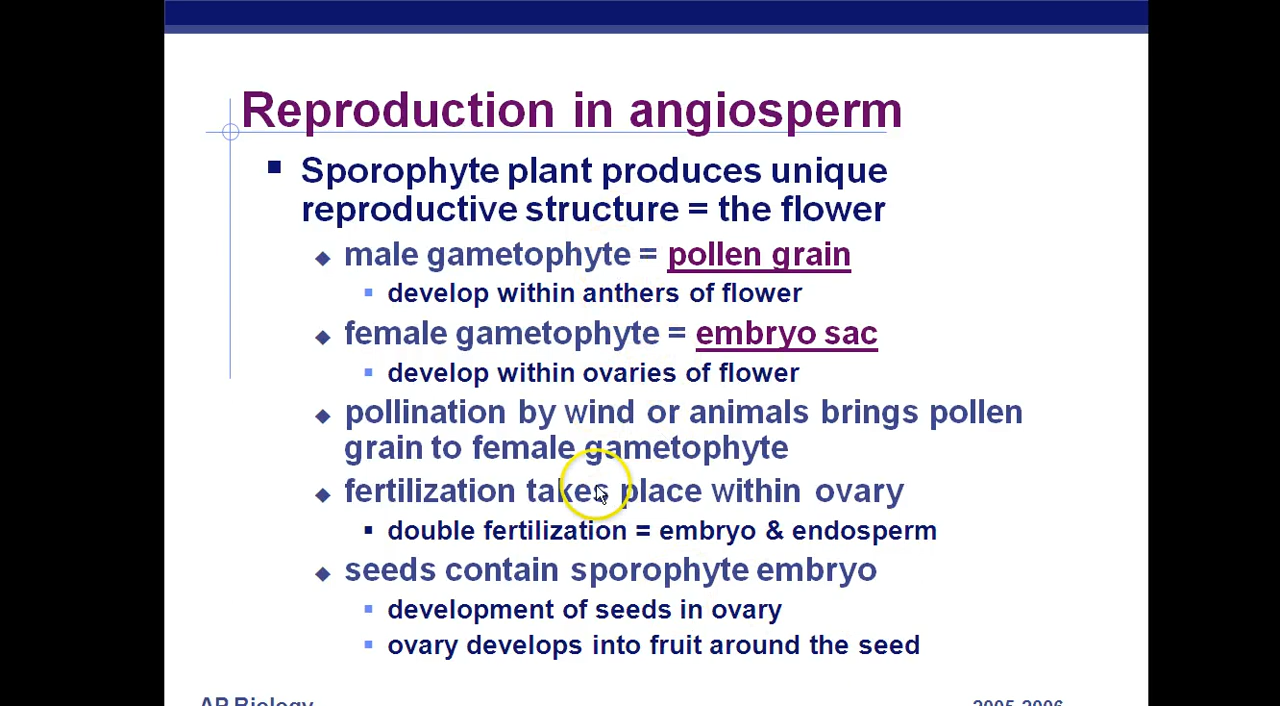 Reproduction in angiosperm
Sporophyte plant produces unique
reproductive structure = the flower
male gametophyte = pollen grain
develop within anthers of flower
female gametophyte = embryo sac
develop within ovaries of flower
pollination by wind or animals brings pollen
grain to female gametophyte
fertilization takes place within ovary
double fertilization = embryo & endosperm
seeds contain sporophyte embryo
development of seeds in ovary
ovary develops into fruit around the seed
AP Biology
2005-2006